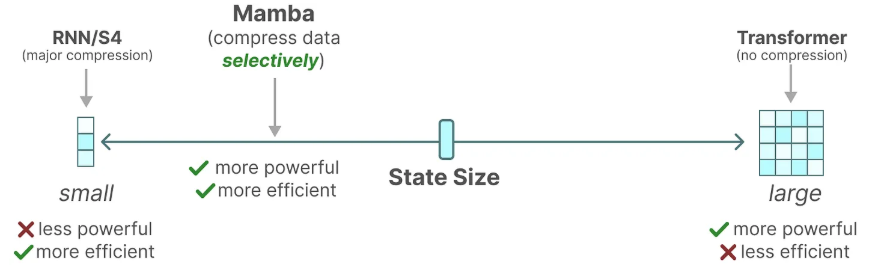 RNN/S4
(major compression)
Mamba
(compress data
selectively)
Transformer
(no compression)
more powerful
more efficient
State Size
small
less powerful
more efficient
large
more powerful
less efficient